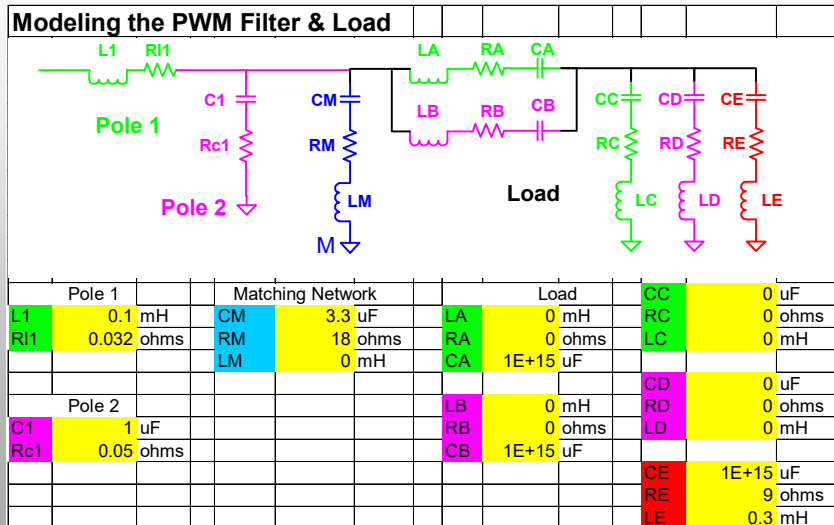 Modeling the PWM Filter & Load
L1 Rl1 LA RA CA
C1 CM CC CD CE
Pole 1 LB RB CB
Rc1 RM RC RD RE
Pole 2 LM Load LC LD LE
M
Pole 1 Matching Network Load CC 0 uF
L1 0.1 mH CM 3.3 uF LA 0 mH RC 0 ohms
Rl1 0.032 ohms RM 18 ohms RA 0 ohms LC 0 mH
LM 0 mH CA 1E+15 uF
CD 0 uF
Pole 2 LB 0 mH RD 0 ohms
C1 1 uF RB 0 ohms LD 0 mH
Rc1 0.05 ohms CB 1E+15 uF
CE 1E+15 uF
RE 9 ohms
LE 0.3 mH